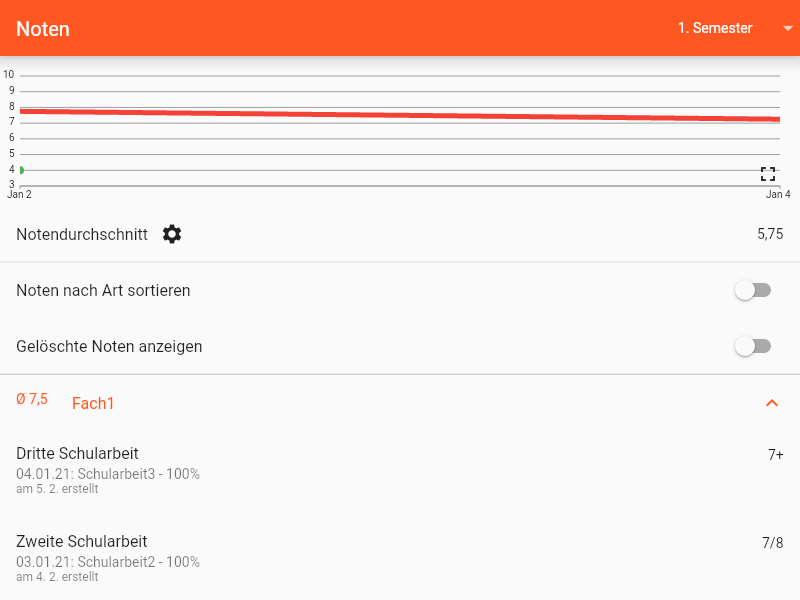 Noten
1. Semester
10
9
8
7
6
5
4
3
Jan 2
Jan 4
Notendurchschnitt
5,75
Noten nach Art sortieren
Gelöschte Noten anzeigen
Ø 7,5
Fach1
Dritte Schularbeit
7+
04.01.21: Schularbeit3 - 100%
am 5. 2. erstellt
Zweite Schularbeit
7/8
03.01.21: Schularbeit2 - 100%
am 4. 2. erstellt